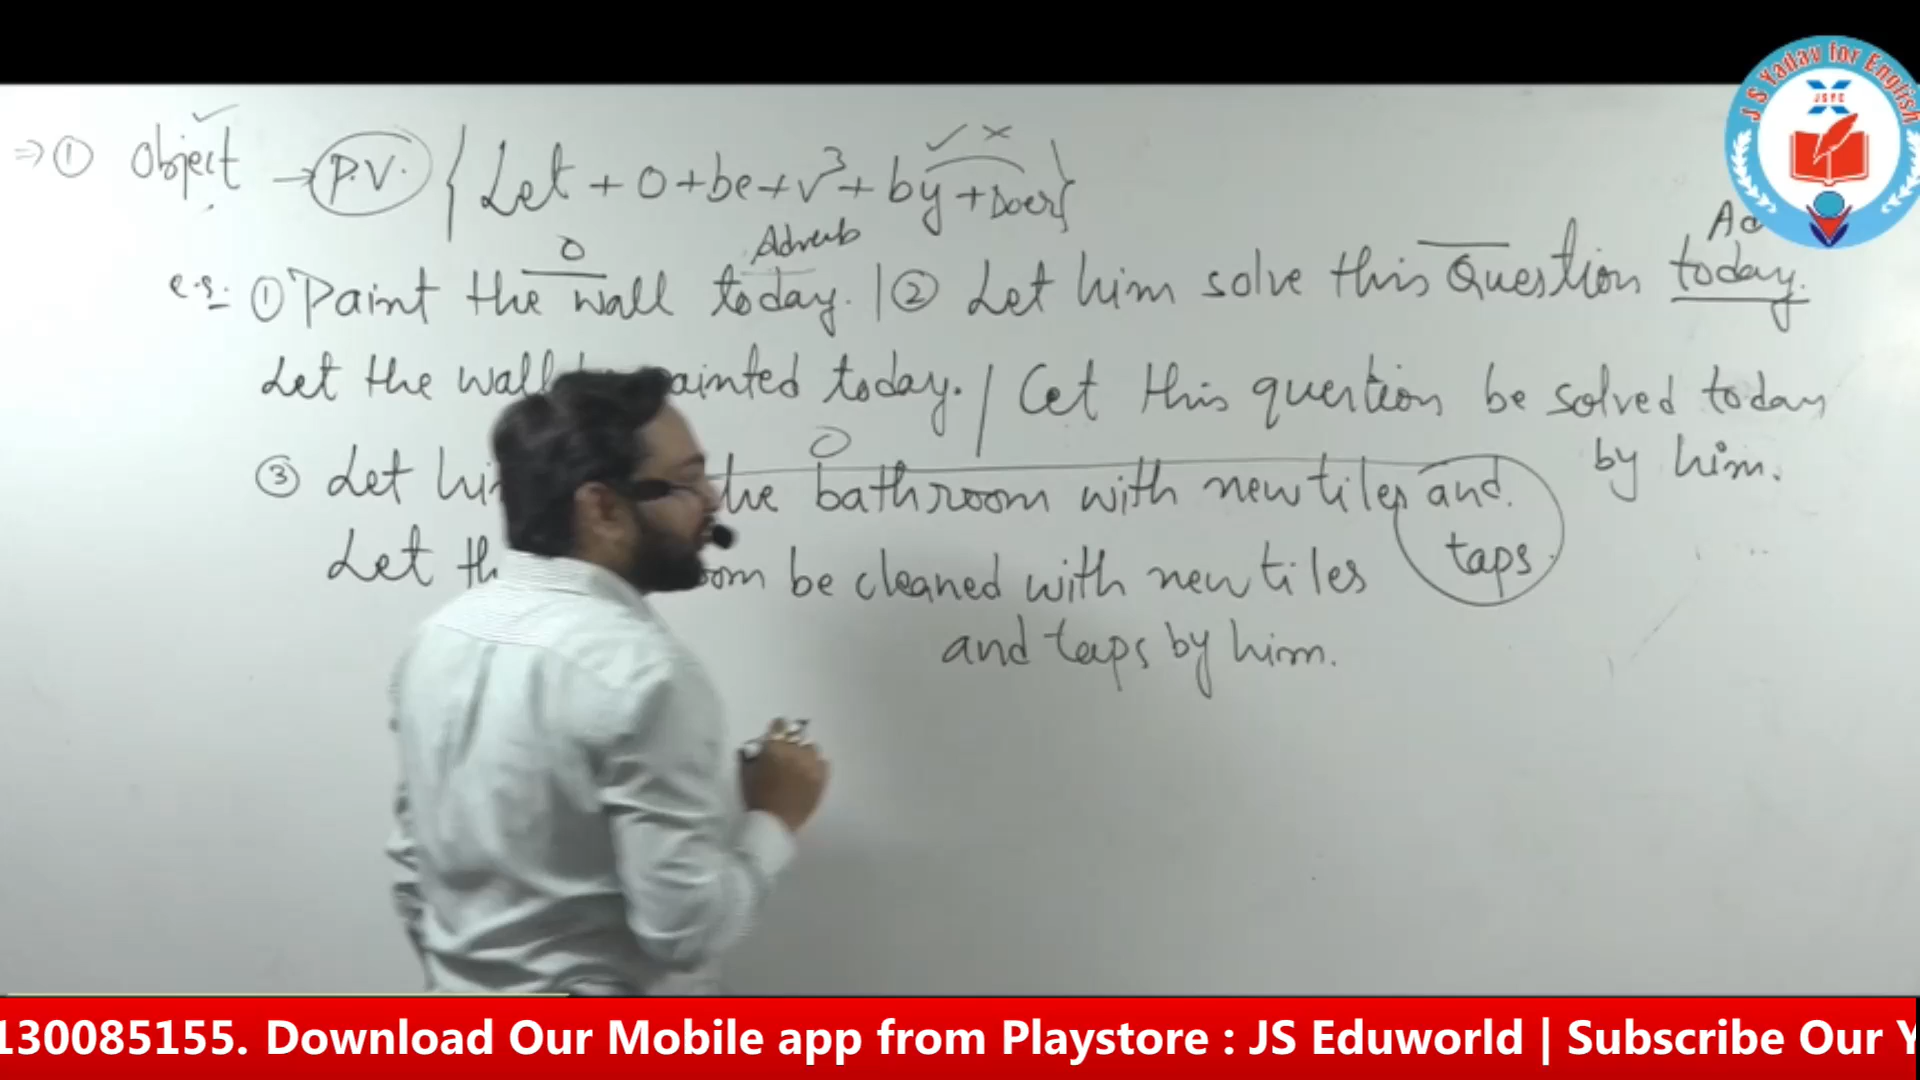 ⇒ ① Object → P.V. { Let + O + be + V³ + by + Doer }
✓ ×
O Adverb
e.g. ① Paint the wall today. | ② Let him solve this Question today.
Let the wall painted today. / Let this question be solved today
by him.
O
③ Let the bathroom with new tiles and
taps.
Let be cleaned with new tiles
and taps by him.
J S Yadav for English
JSYC
130085155. Download Our Mobile app from Playstore : JS Eduworld | Subscribe Our Y